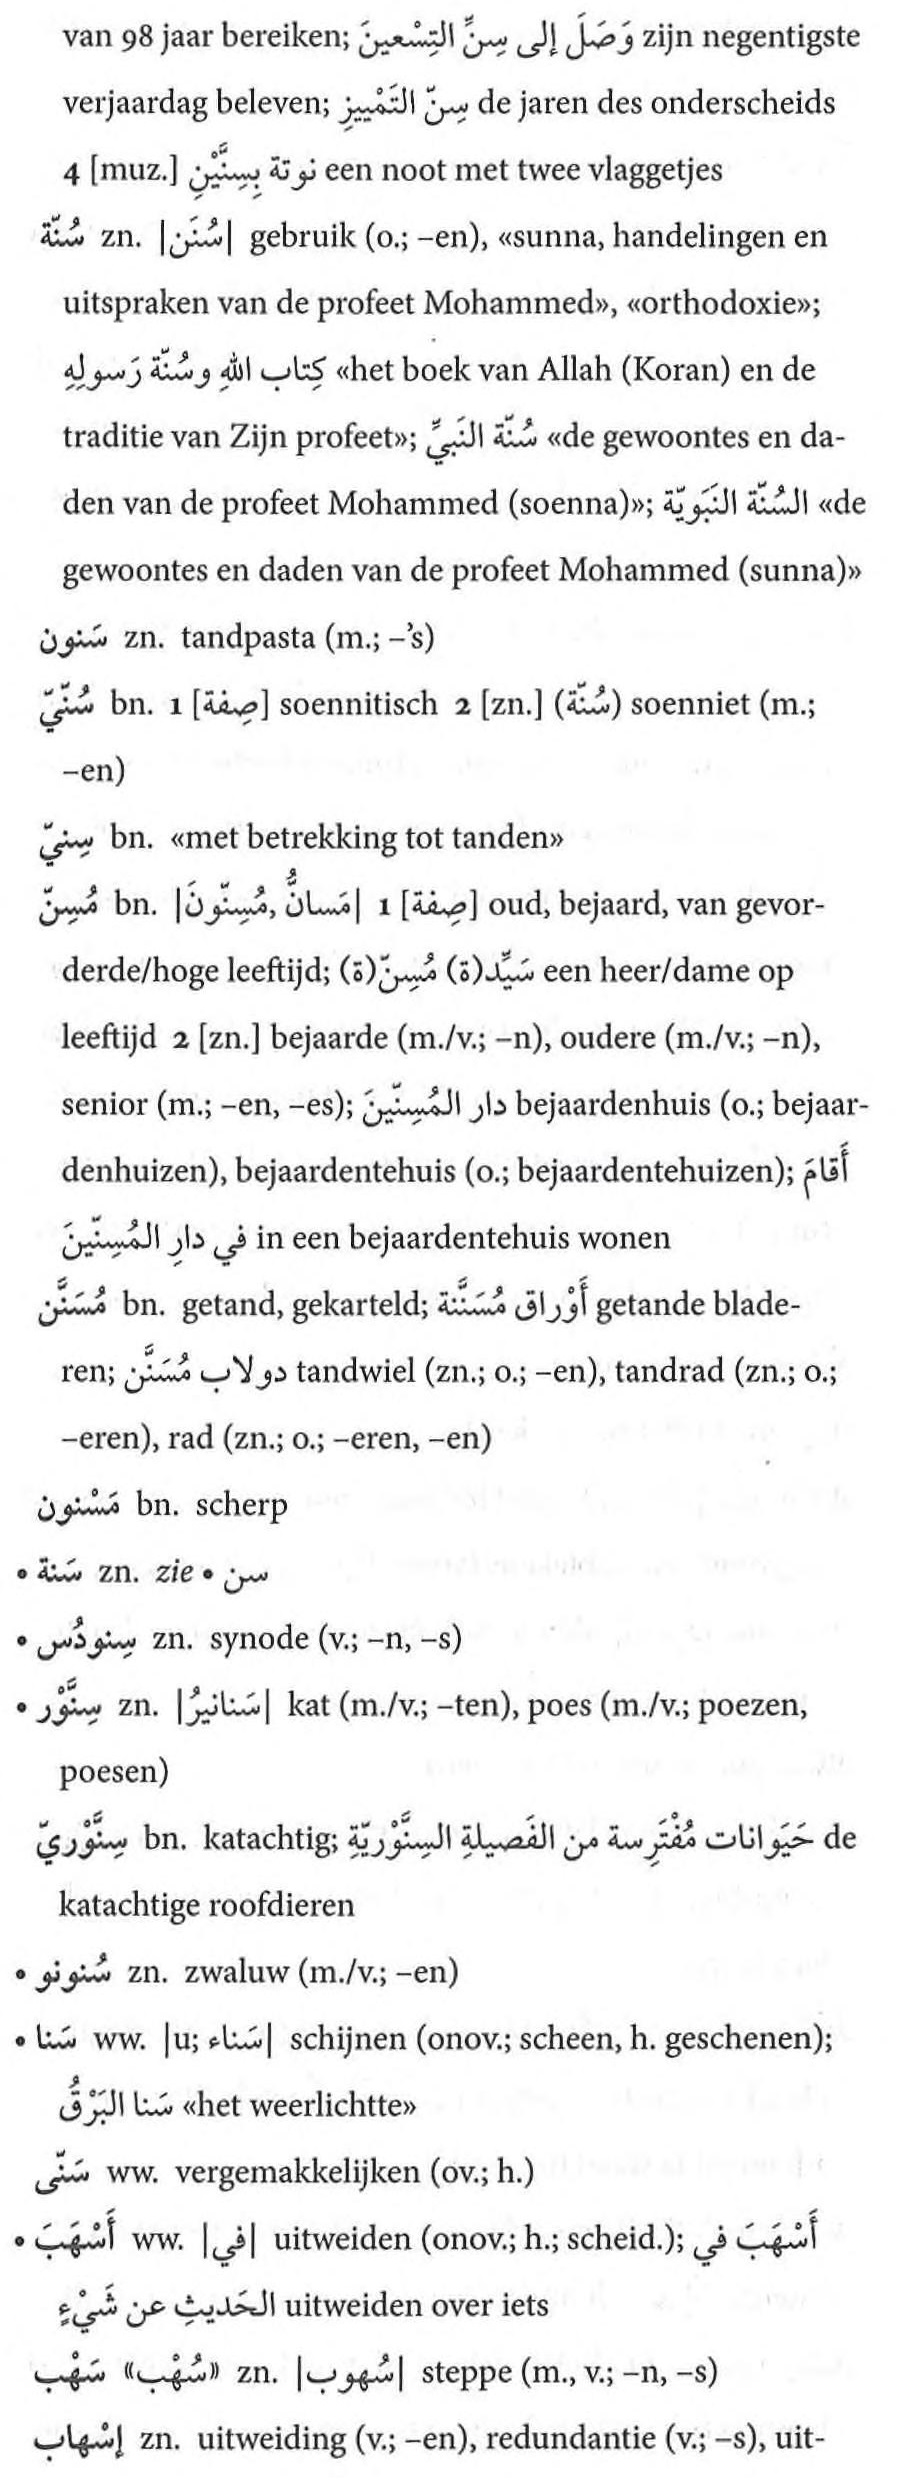 van 98 jaar bereiken; وَصَلَ إلى سِنِّ التِسْعينَ zijn negentigste
verjaardag beleven; سِنّ التَمْييزِ de jaren des onderscheids
4 [muz.] نوتة بِسِنَّيْنِ een noot met twee vlaggetjes
سُنّة zn. |سُنَن| gebruik (o.; –en), «sunna, handelingen en
uitspraken van de profeet Mohammed», «orthodoxie»;
كِتاب اللهِ وسُنّة رَسولِهِ «het boek van Allah (Koran) en de
traditie van Zijn profeet»; سُنّة النَبيِّ «de gewoontes en da-
den van de profeet Mohammed (soenna)»; السُنّة النَبَويّة «de
gewoontes en daden van de profeet Mohammed (sunna)»
سَنون zn. tandpasta (m.; –’s)
سُنّيّ bn. 1 [صِفة] soennitisch 2 [zn.] (سُنّة) soenniet (m.;
–en)
سِنيّ bn. «met betrekking tot tanden»
مُسِنّ bn. |مَسانُّ, مُسِنّونَ| 1 [صِفة] oud, bejaard, van gevor-
derde/hoge leeftijd; سَيِّد(ة) مُسِنّ(ة) een heer/dame op
leeftijd 2 [zn.] bejaarde (m./v.; –n), oudere (m./v.; –n),
senior (m.; –en, –es); دار المُسِنّينَ bejaardenhuis (o.; bejaar-
denhuizen), bejaardentehuis (o.; bejaardentehuizen); أَقامَ
في دارِ المُسِنّينَ in een bejaardentehuis wonen
مُسَنَّن bn. getand, gekarteld; أَوْراق مُسَنَّنة getande blade-
ren; دولاب مُسَنَّن tandwiel (zn.; o.; –en), tandrad (zn.; o.;
–eren), rad (zn.; o.; –eren, –en)
مَسْنون bn. scherp
• سَنة zn. zie • سن
• سِنودُس zn. synode (v.; –n, –s)
• سِنَّوْر zn. |سَنانيرُ| kat (m./v.; –ten), poes (m./v.; poezen,
poesen)
سِنَّوْريّ bn. katachtig; حَيَوانات مُفْتَرِسة من الفَصيلةِ السِنَّوْريّةِ de
katachtige roofdieren
• سُنونو zn. zwaluw (m./v.; –en)
• سَنا ww. |u; سَناء| schijnen (onov.; scheen, h. geschenen);
سَنا البَرْقُ «het weerlichtte»
سَنّى ww. vergemakkelijken (ov.; h.)
• أَسْهَبَ ww. |في| uitweiden (onov.; h.; scheid.); أَسْهَبَ في
الحَديثِ عن شَيْءٍ uitweiden over iets
سَهْب «سُهْب» zn. |سُهوب| steppe (m., v.; –n, –s)
إسْهاب zn. uitweiding (v.; –en), redundantie (v.; –s), uit-